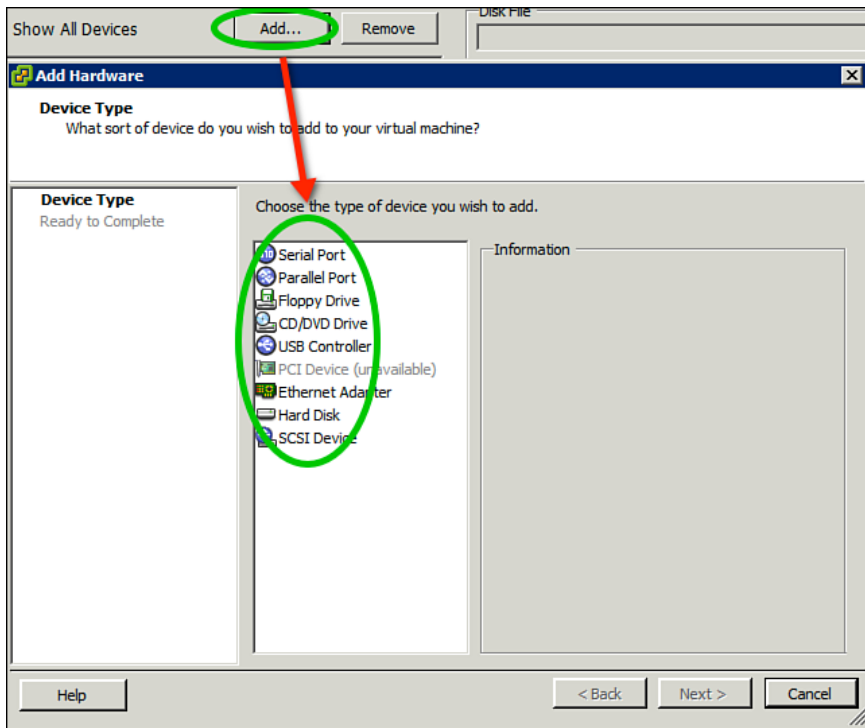 Show All Devices Add... Remove Disk File
Add Hardware
Device Type
What sort of device do you wish to add to your virtual machine?
Device Type
Ready to Complete
Choose the type of device you wish to add.
Serial Port
Parallel Port
Floppy Drive
CD/DVD Drive
USB Controller
PCI Device (unavailable)
Ethernet Adapter
Hard Disk
SCSI Device
Information
Help < Back Next > Cancel